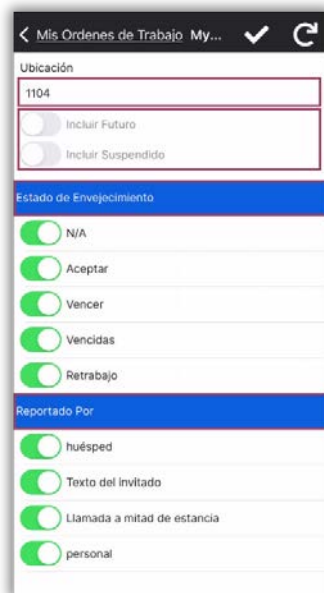 Mis Ordenes de Trabajo My...
Ubicación
1104
Incluir Futuro
Incluir Suspendido
Estado de Envejecimiento
N/A
Aceptar
Vencer
Vencidas
Retrabajo
Reportado Por
huésped
Texto del invitado
Llamada a mitad de estancia
personal